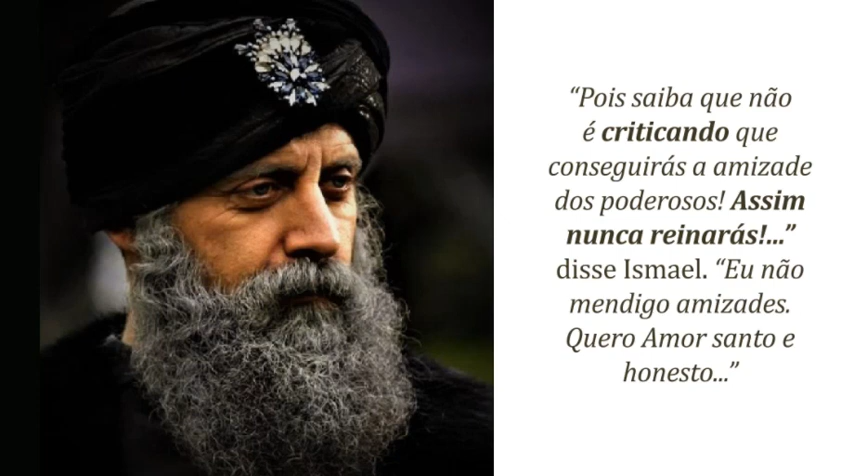 “Pois saiba que não
é criticando que
conseguirás a amizade
dos poderosos! Assim
nunca reinarás!...”
disse Ismael. “Eu não
mendigo amizades.
Quero Amor santo e
honesto...”